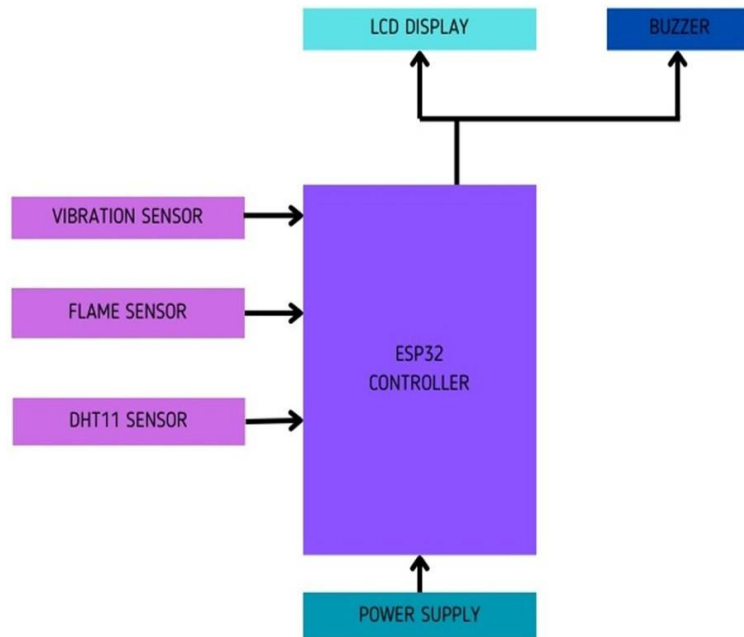 LCD DISPLAY
BUZZER
VIBRATION SENSOR
FLAME SENSOR
ESP32
CONTROLLER
DHT11 SENSOR
POWER SUPPLY